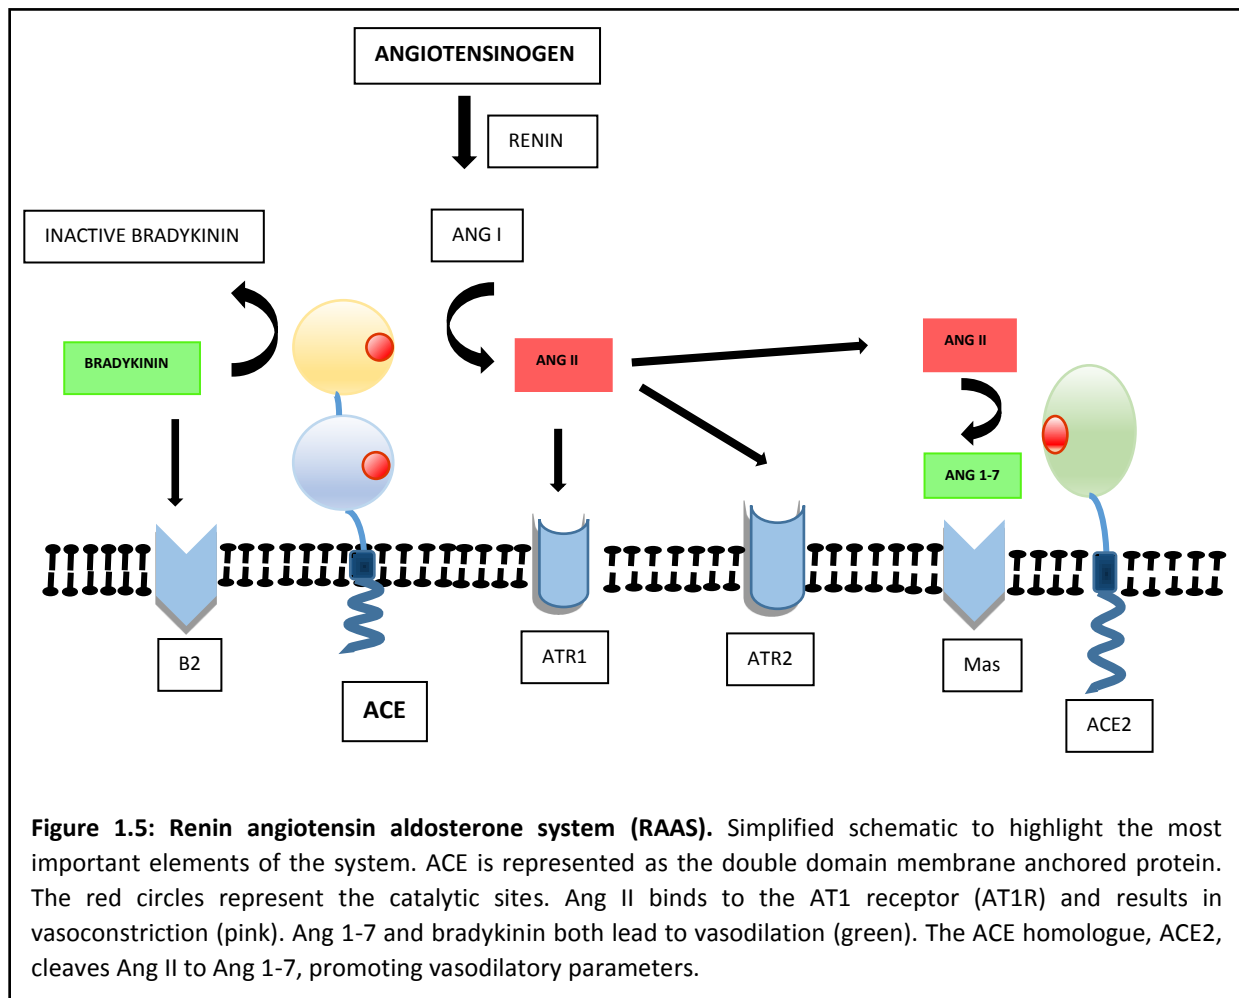 ANGIOTENSINOGEN
RENIN
INACTIVE BRADYKININ
ANG I
BRADYKININ
ANG II
ANG II
ANG 1-7
B2
ATR1
ATR2
Mas
ACE
ACE2
Figure 1.5: Renin angiotensin aldosterone system (RAAS). Simplified schematic to highlight the most
important elements of the system. ACE is represented as the double domain membrane anchored protein.
The red circles represent the catalytic sites. Ang II binds to the AT1 receptor (AT1R) and results in
vasoconstriction (pink). Ang 1-7 and bradykinin both lead to vasodilation (green). The ACE homologue, ACE2,
cleaves Ang II to Ang 1-7, promoting vasodilatory parameters.